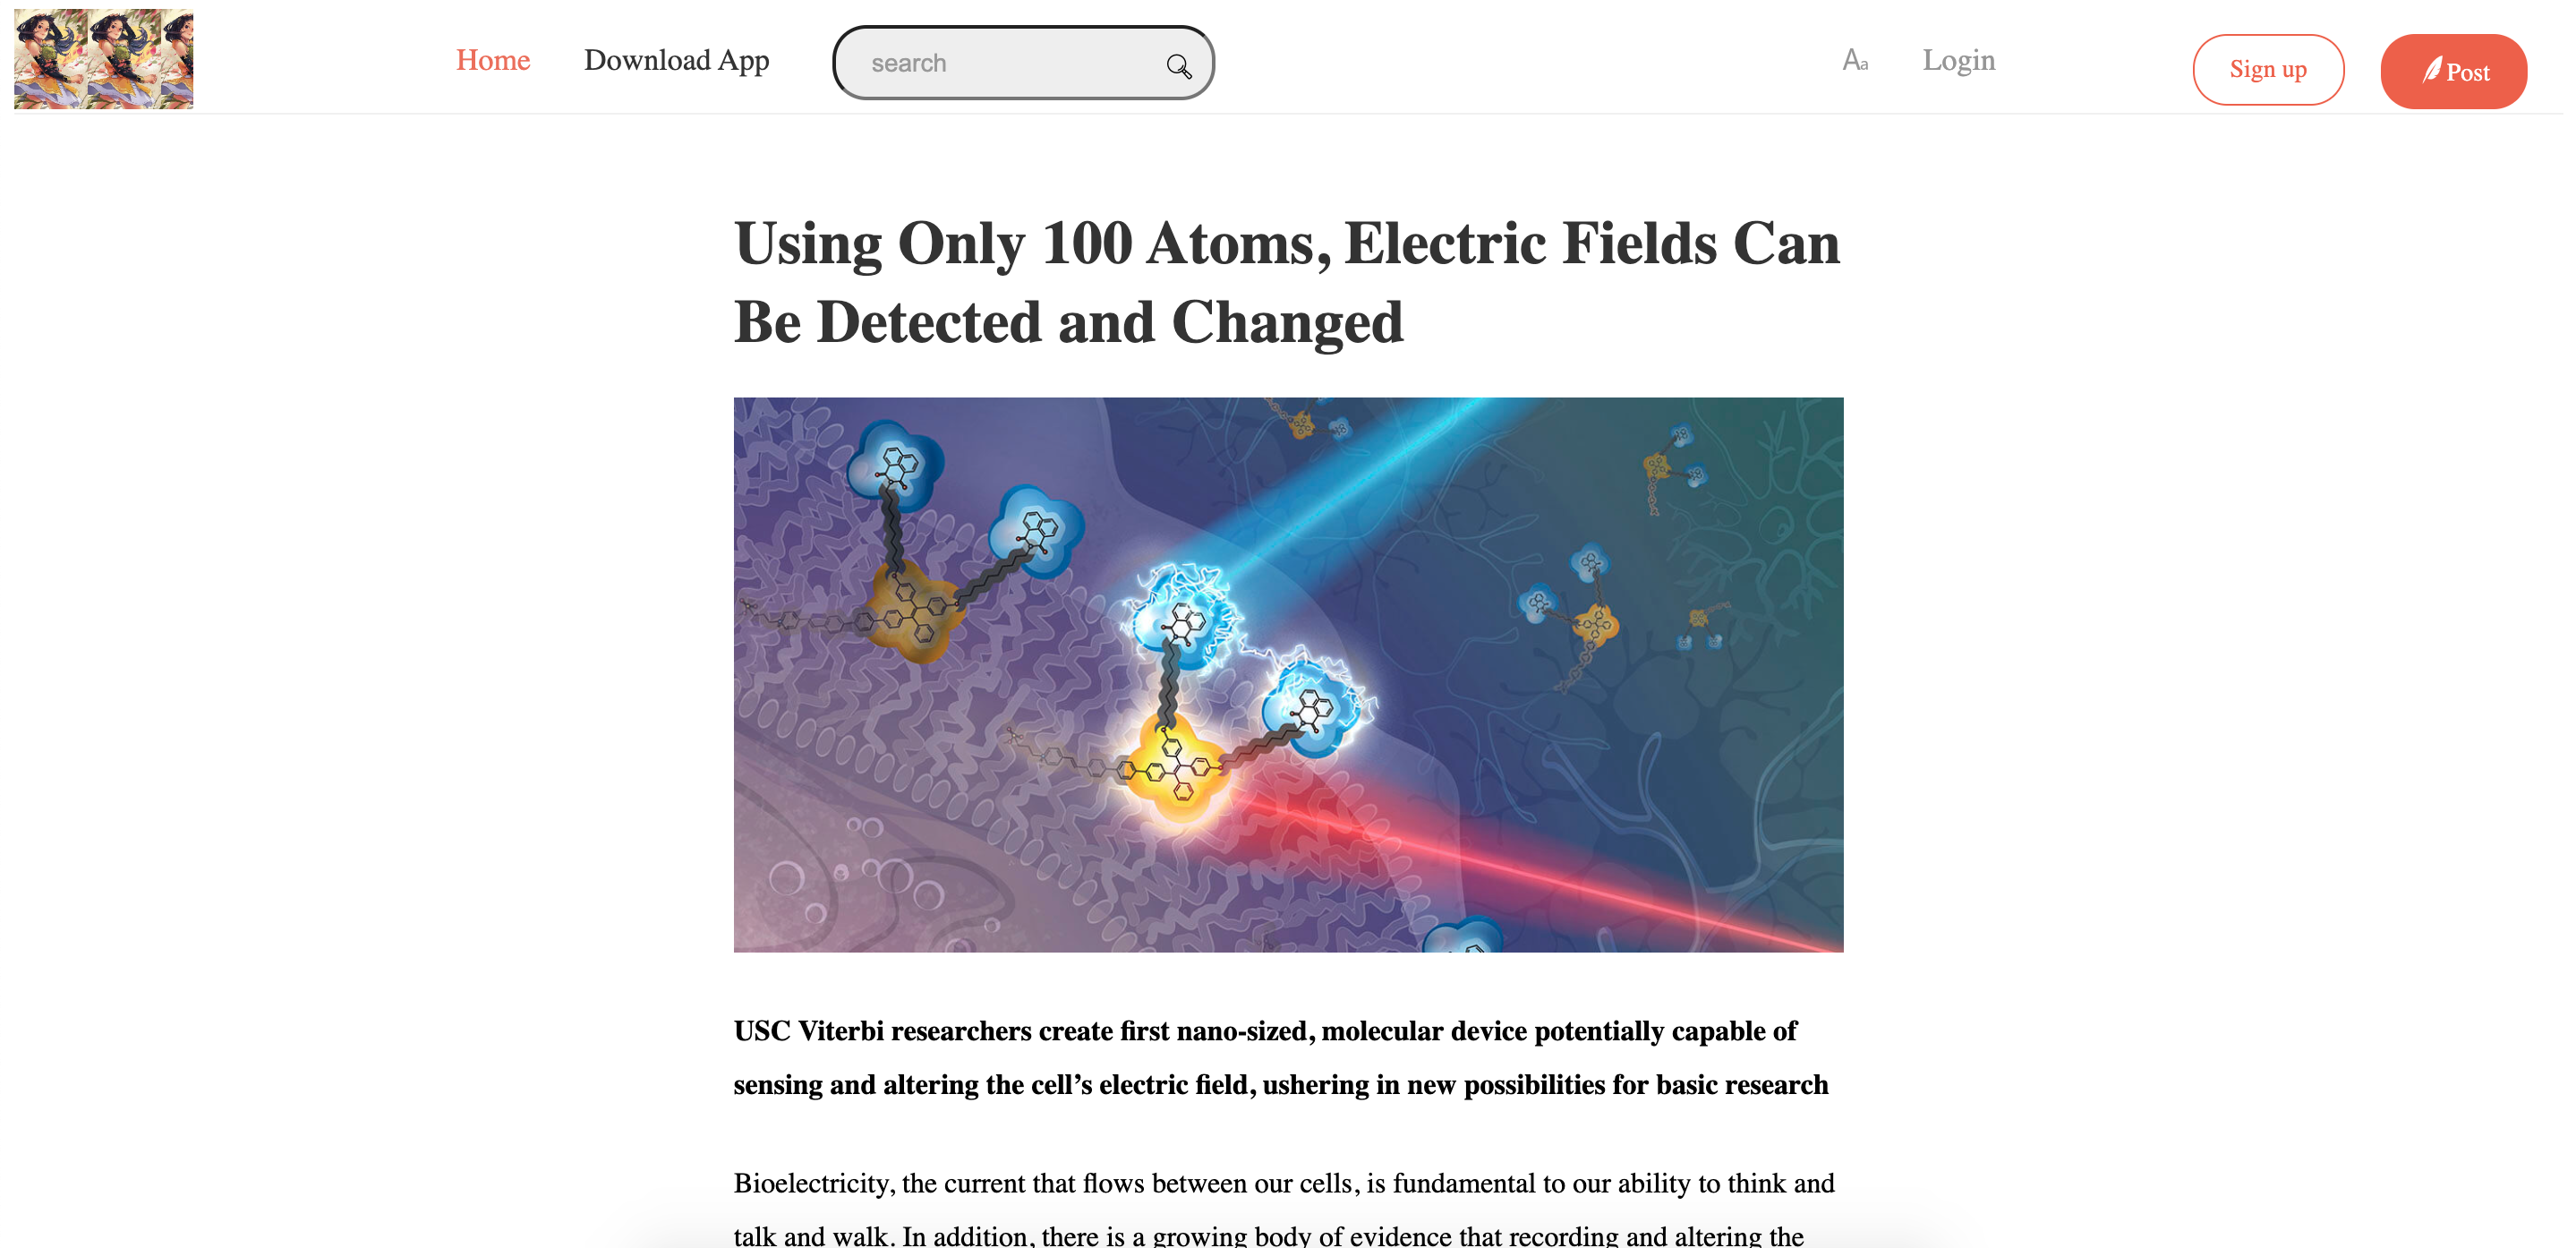 Home Download App search Aa Login Sign up Post
Using Only 100 Atoms, Electric Fields Can
Be Detected and Changed
USC Viterbi researchers create first nano-sized, molecular device potentially capable of
sensing and altering the cell’s electric field, ushering in new possibilities for basic research
Bioelectricity, the current that flows between our cells, is fundamental to our ability to think and
talk and walk. In addition, there is a growing body of evidence that recording and altering the